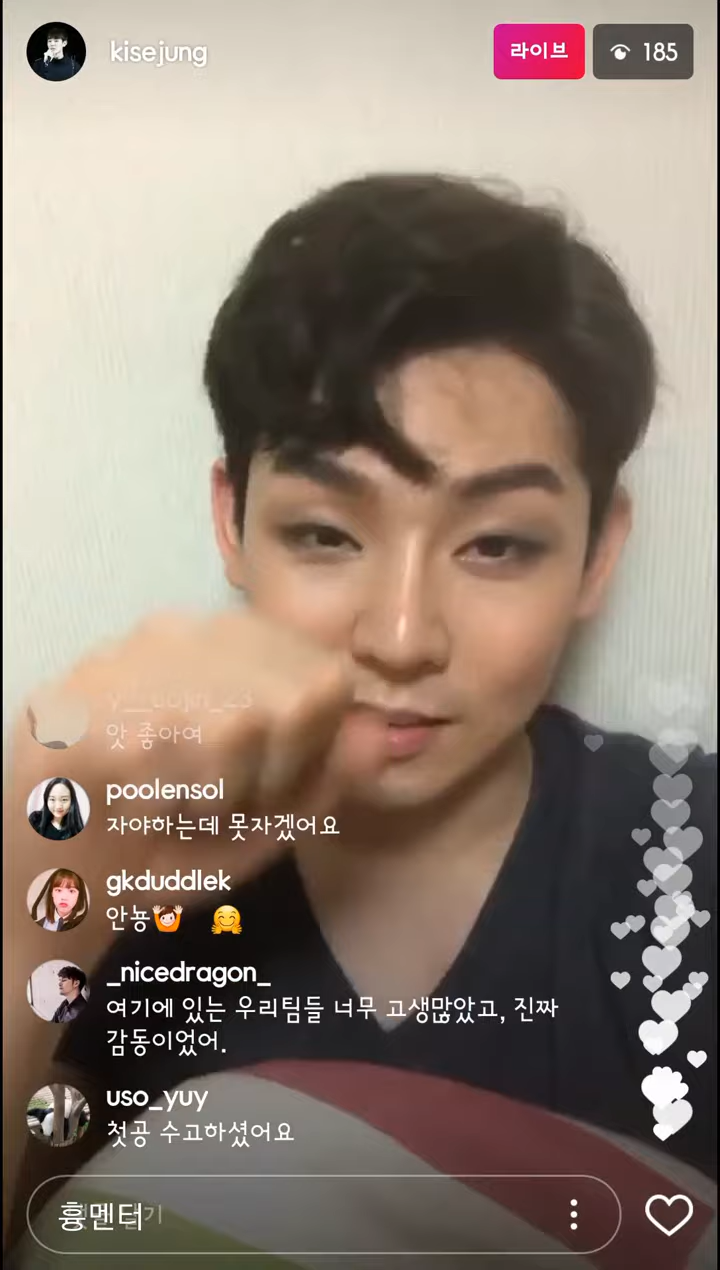 kisejung
라이브
185
앗 좋아여
poolensol
자야하는데 못자겠어요
gkduddlek
안뇽🙌 🤗
_nicedragon_
여기에 있는 우리팀들 너무 고생많았고, 진짜
감동이었어.
uso_yuy
첫공 수고하셨어요
흉멘터